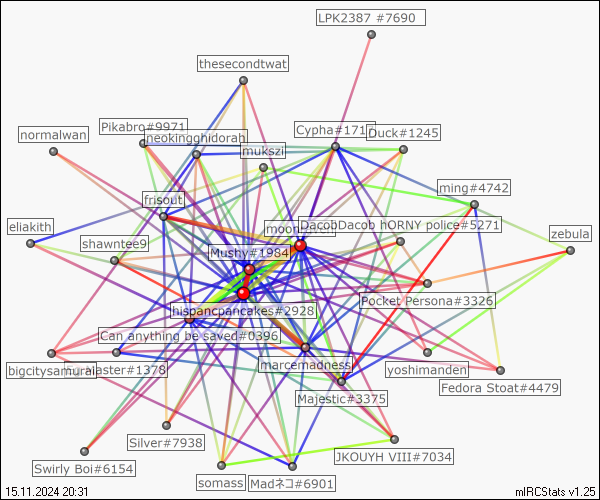 LPK2387 #7690
thesecondtwat
Pikabro#9971
normalwan
neokingghidorah
Cypha#171
Duck#1245
mukszi
ming#4742
frisout
moon
DacobDacob hORNY police#5271
eliakith
shawntee9
zebula
Mushy#1984
Pocket Persona#3326
hispancpancakes#2928
Can anything be saved#0396
bigcitysamurai
aster#1378
marcemadness
yoshimanden
Fedora Stoat#4479
Majestic#3375
Silver#7938
JKOUYH VIII#7034
Swirly Boi#6154
somass
Madネコ#6901
15.11.2024 20:31
mIRCStats v1.25